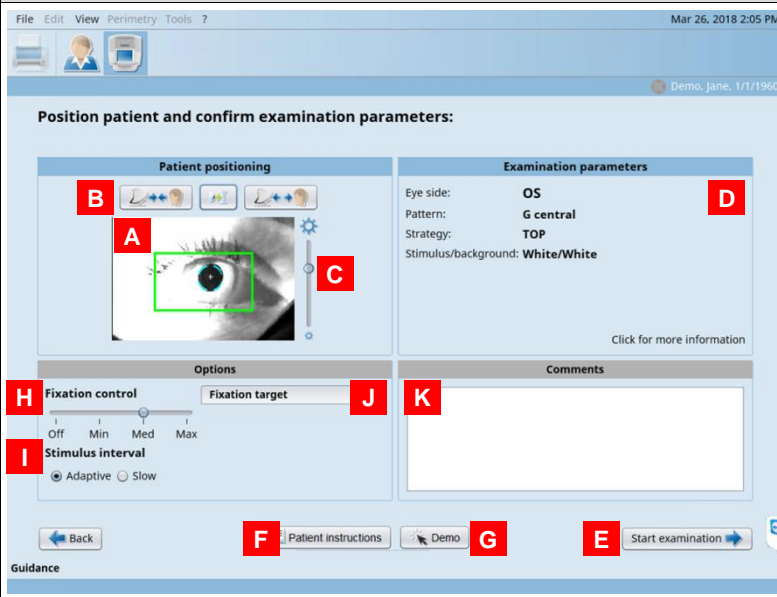 File Edit View Perimetry Tools ? Mar 26, 2018 2:05 PM
Demo, Jane, 1/1/1960
Position patient and confirm examination parameters:
Patient positioning
B
A
C
Examination parameters
Eye side: OS
D
Pattern: G central
Strategy: TOP
Stimulus/background: White/White
Click for more information
Options
H Fixation control
Fixation target J
Off Min Med Max
I Stimulus interval
Adaptive Slow
Comments
K
Back
F Patient instructions
Demo G
E Start examination
Guidance